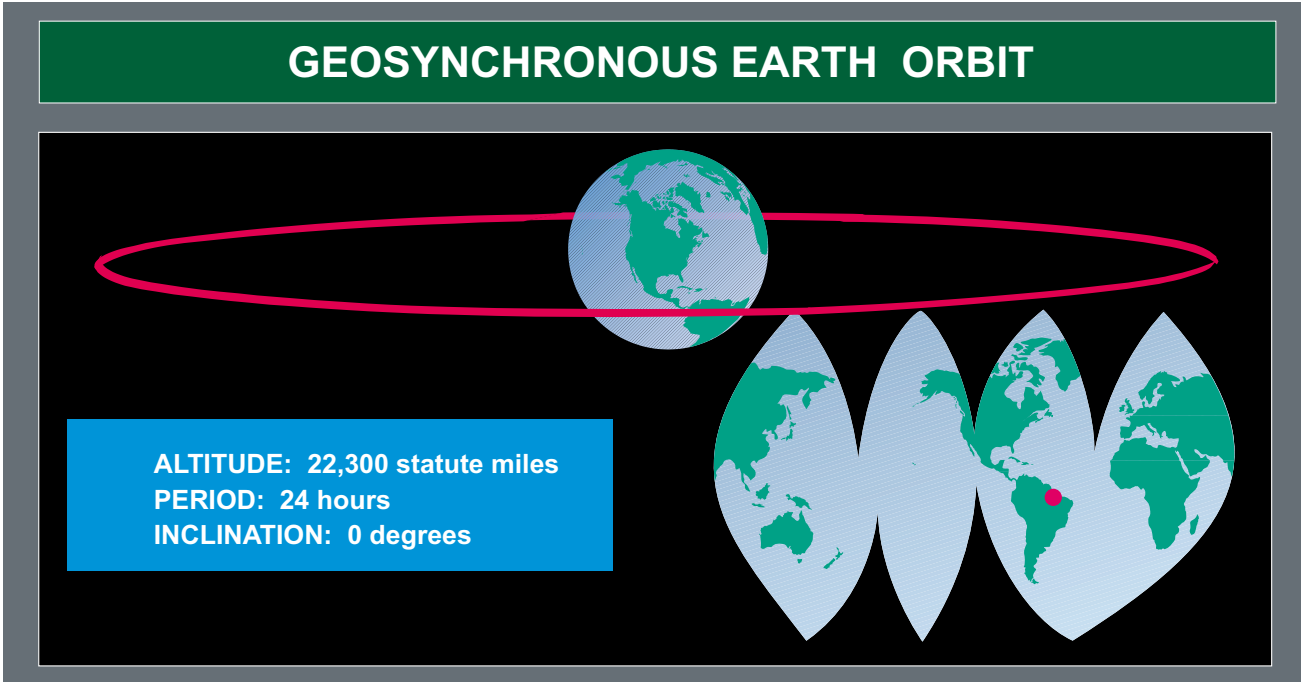 GEOSYNCHRONOUS EARTH ORBIT
ALTITUDE: 22,300 statute miles
PERIOD: 24 hours
INCLINATION: 0 degrees